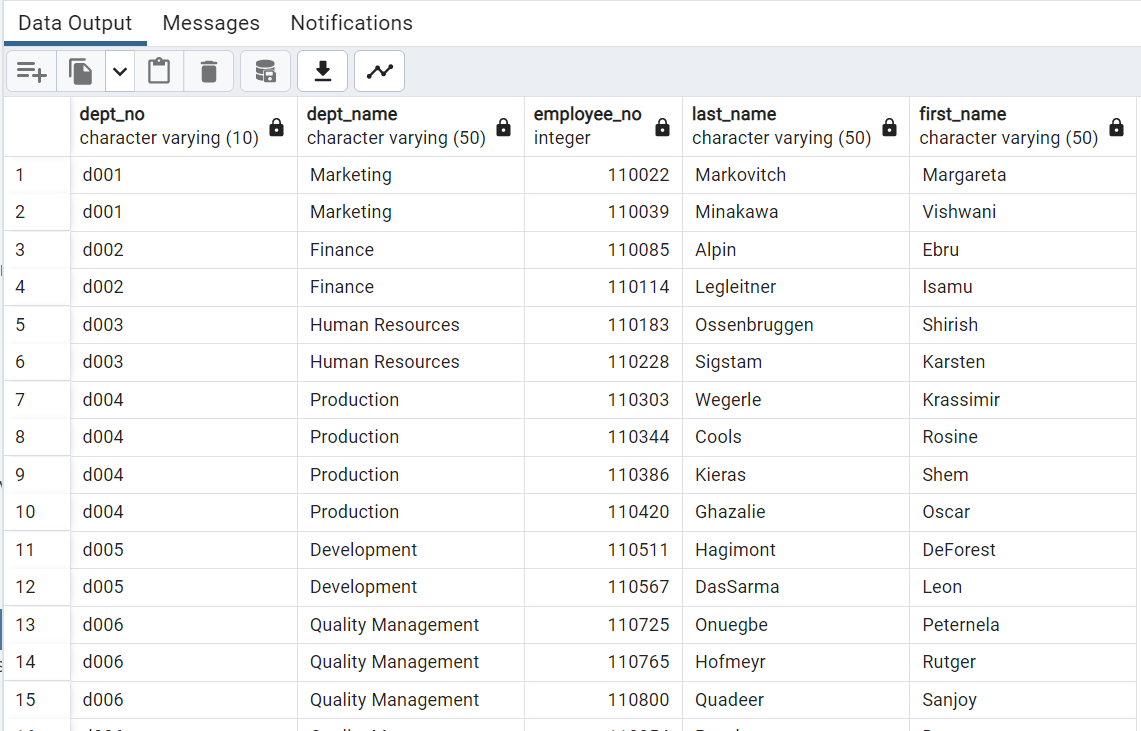 Data Output Messages Notifications
dept_no dept_name employee_no last_name first_name
character varying (10) character varying (50) integer character varying (50) character varying (50)
1 d001 Marketing 110022 Markovitch Margareta
2 d001 Marketing 110039 Minakawa Vishwani
3 d002 Finance 110085 Alpin Ebru
4 d002 Finance 110114 Legleitner Isamu
5 d003 Human Resources 110183 Ossenbruggen Shirish
6 d003 Human Resources 110228 Sigstam Karsten
7 d004 Production 110303 Wegerle Krassimir
8 d004 Production 110344 Cools Rosine
9 d004 Production 110386 Kieras Shem
10 d004 Production 110420 Ghazalie Oscar
11 d005 Development 110511 Hagimont DeForest
12 d005 Development 110567 DasSarma Leon
13 d006 Quality Management 110725 Onuegbe Peternela
14 d006 Quality Management 110765 Hofmeyr Rutger
15 d006 Quality Management 110800 Quadeer Sanjoy